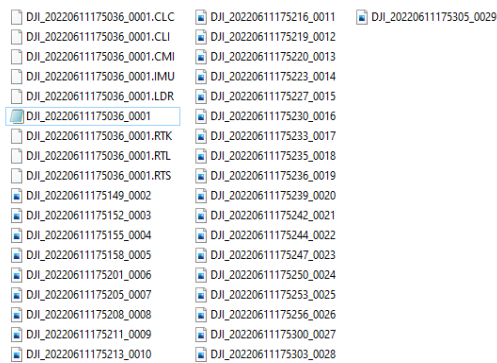 DJI_20220611175036_0001.CLC
DJI_20220611175036_0001.CLI
DJI_20220611175036_0001.CMI
DJI_20220611175036_0001.IMU
DJI_20220611175036_0001.LDR
DJI_20220611175036_0001
DJI_20220611175036_0001.RTK
DJI_20220611175036_0001.RTL
DJI_20220611175036_0001.RTS
DJI_20220611175149_0002
DJI_20220611175152_0003
DJI_20220611175155_0004
DJI_20220611175158_0005
DJI_20220611175201_0006
DJI_20220611175205_0007
DJI_20220611175208_0008
DJI_20220611175211_0009
DJI_20220611175213_0010
DJI_20220611175216_0011
DJI_20220611175219_0012
DJI_20220611175220_0013
DJI_20220611175223_0014
DJI_20220611175227_0015
DJI_20220611175230_0016
DJI_20220611175233_0017
DJI_20220611175235_0018
DJI_20220611175236_0019
DJI_20220611175239_0020
DJI_20220611175242_0021
DJI_20220611175244_0022
DJI_20220611175247_0023
DJI_20220611175250_0024
DJI_20220611175253_0025
DJI_20220611175256_0026
DJI_20220611175300_0027
DJI_20220611175303_0028
DJI_20220611175305_0029